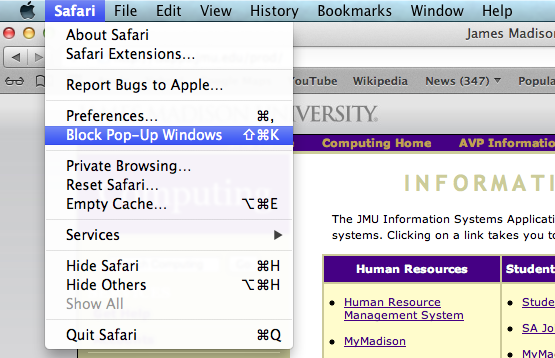 Safari File Edit View History Bookmarks Window Help
James Madison
YouTube Wikipedia News (347) Popula
About Safari
Safari Extensions...
Report Bugs to Apple...
Preferences... ⌘,
Block Pop-Up Windows ⇧⌘K
Private Browsing...
Reset Safari...
Empty Cache... ⌥⌘E
Services ▶
Hide Safari ⌘H
Hide Others ⌥⌘H
Show All
Quit Safari ⌘Q
VERSITY
Computing Home AVP Informatio
Computing
INFORMATI
The JMU Information Systems Applicati
systems. Clicking on a link takes you to
Human Resources
• Human Resource
Management System
• MyMadison
Student
• Stude
• SA Jo
• MyMa